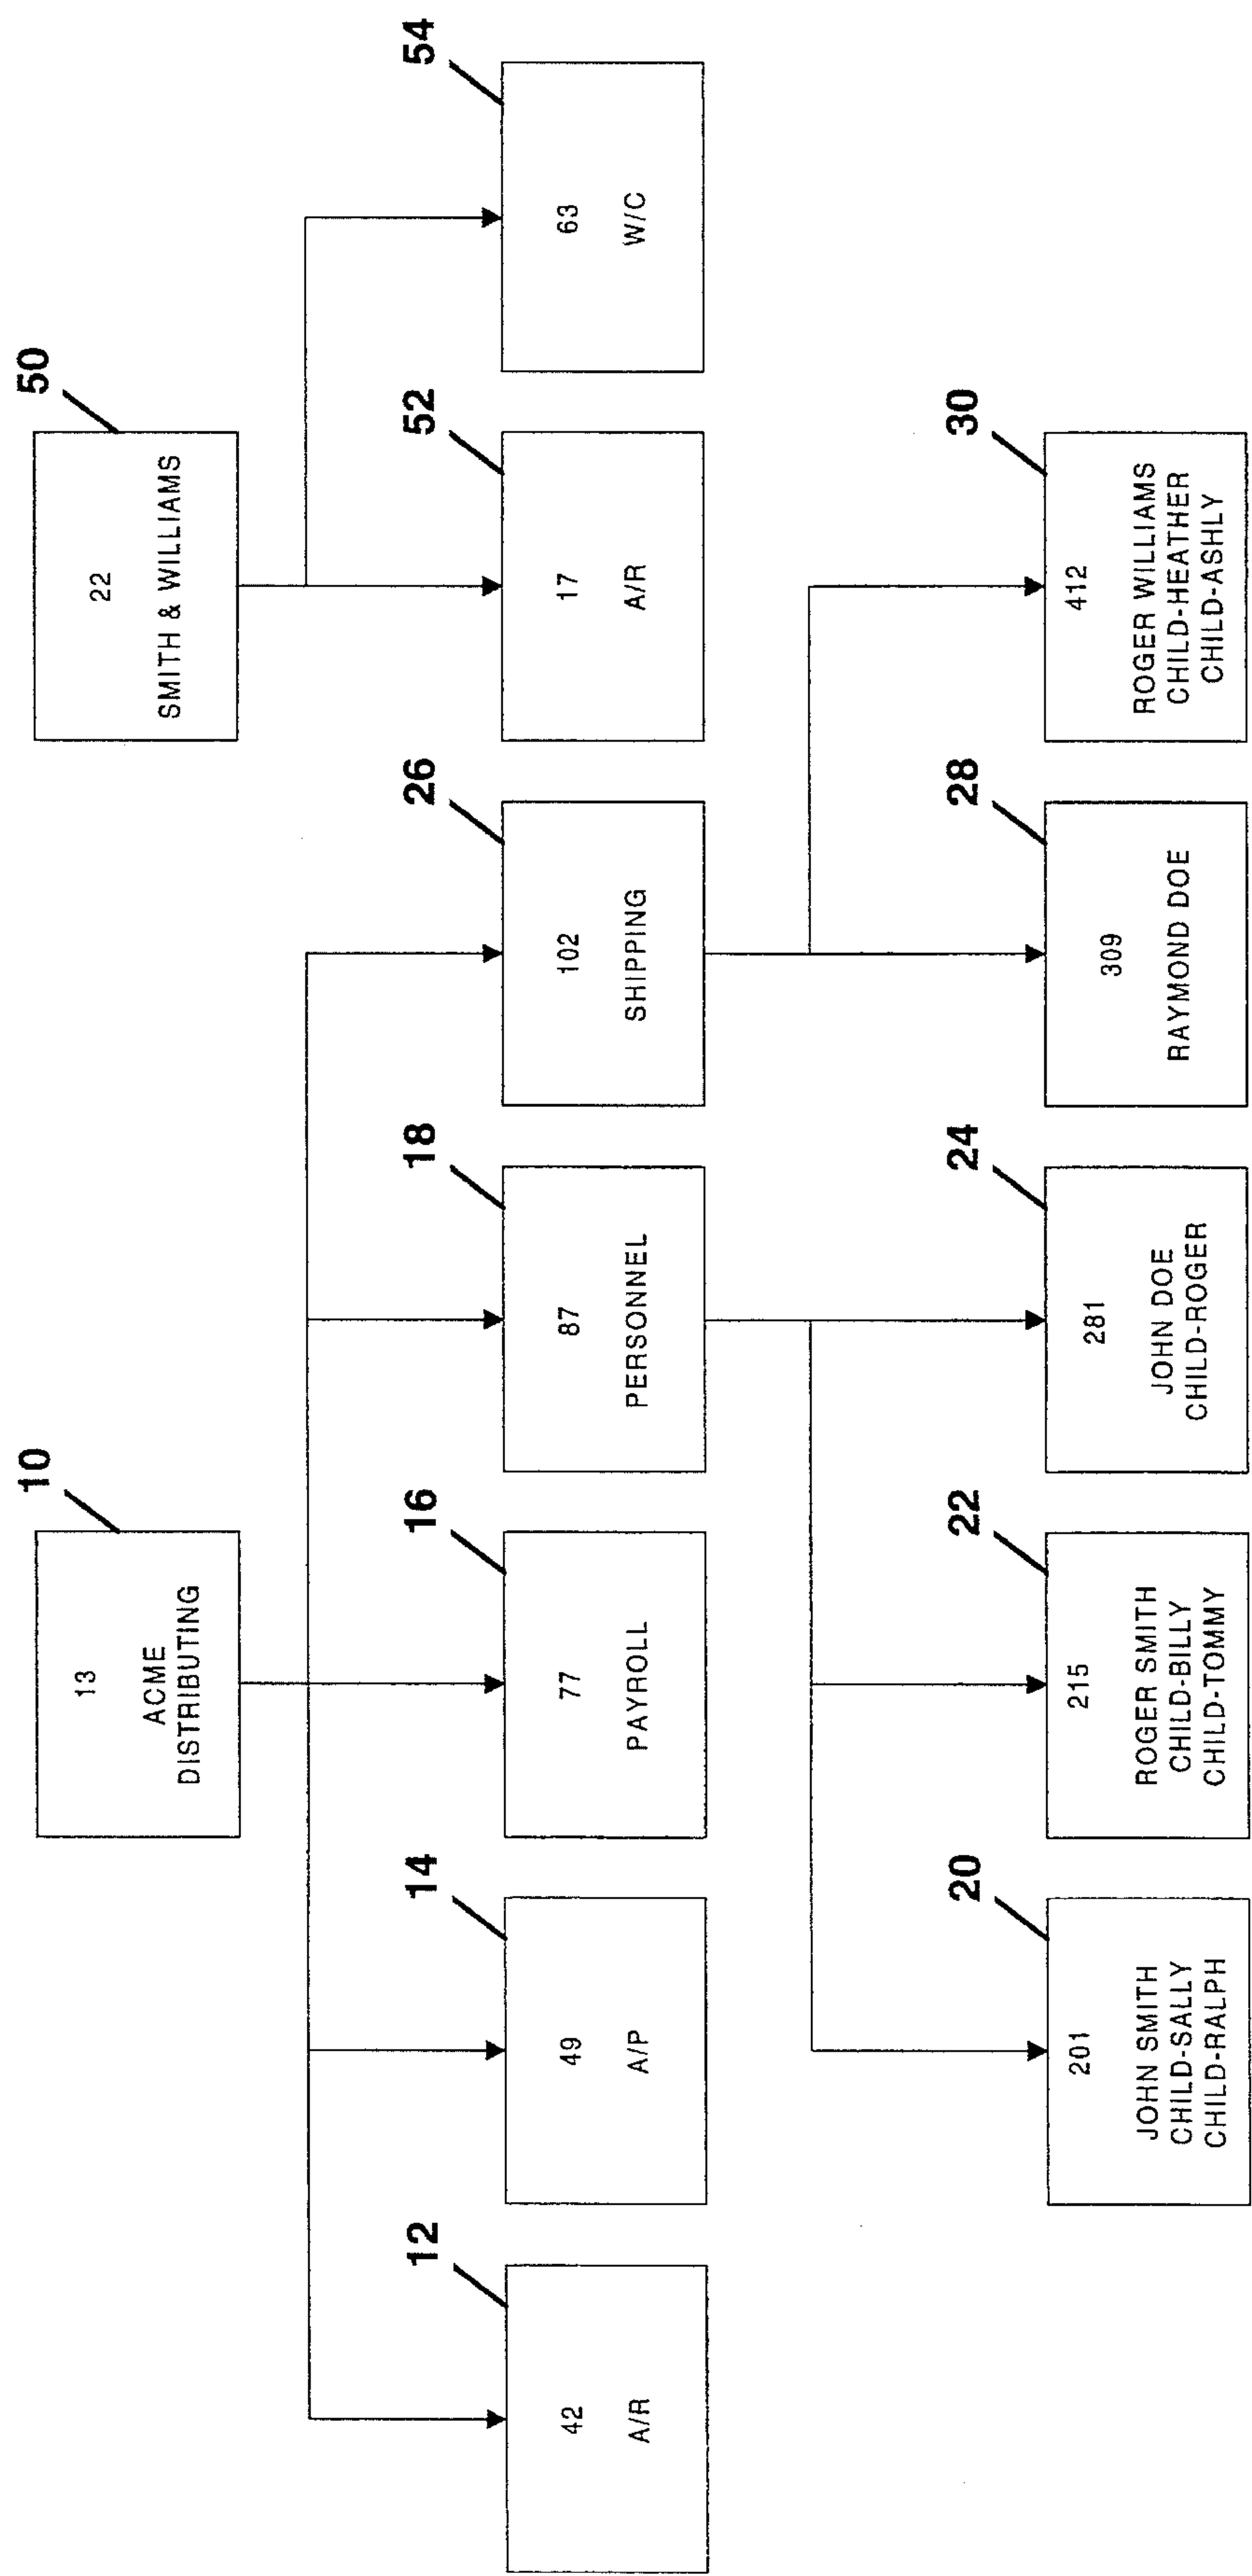 10
13
ACME
DISTRIBUTING
50
22
SMITH & WILLIAMS
12
42
A/R
14
49
A/P
16
77
PAYROLL
18
87
PERSONNEL
26
102
SHIPPING
52
17
A/R
54
63
W/C
20
201
JOHN SMITH
CHILD-SALLY
CHILD-RALPH
22
215
ROGER SMITH
CHILD-BILLY
CHILD-TOMMY
24
281
JOHN DOE
CHILD-ROGER
28
309
RAYMOND DOE
30
412
ROGER WILLIAMS
CHILD-HEATHER
CHILD-ASHLY